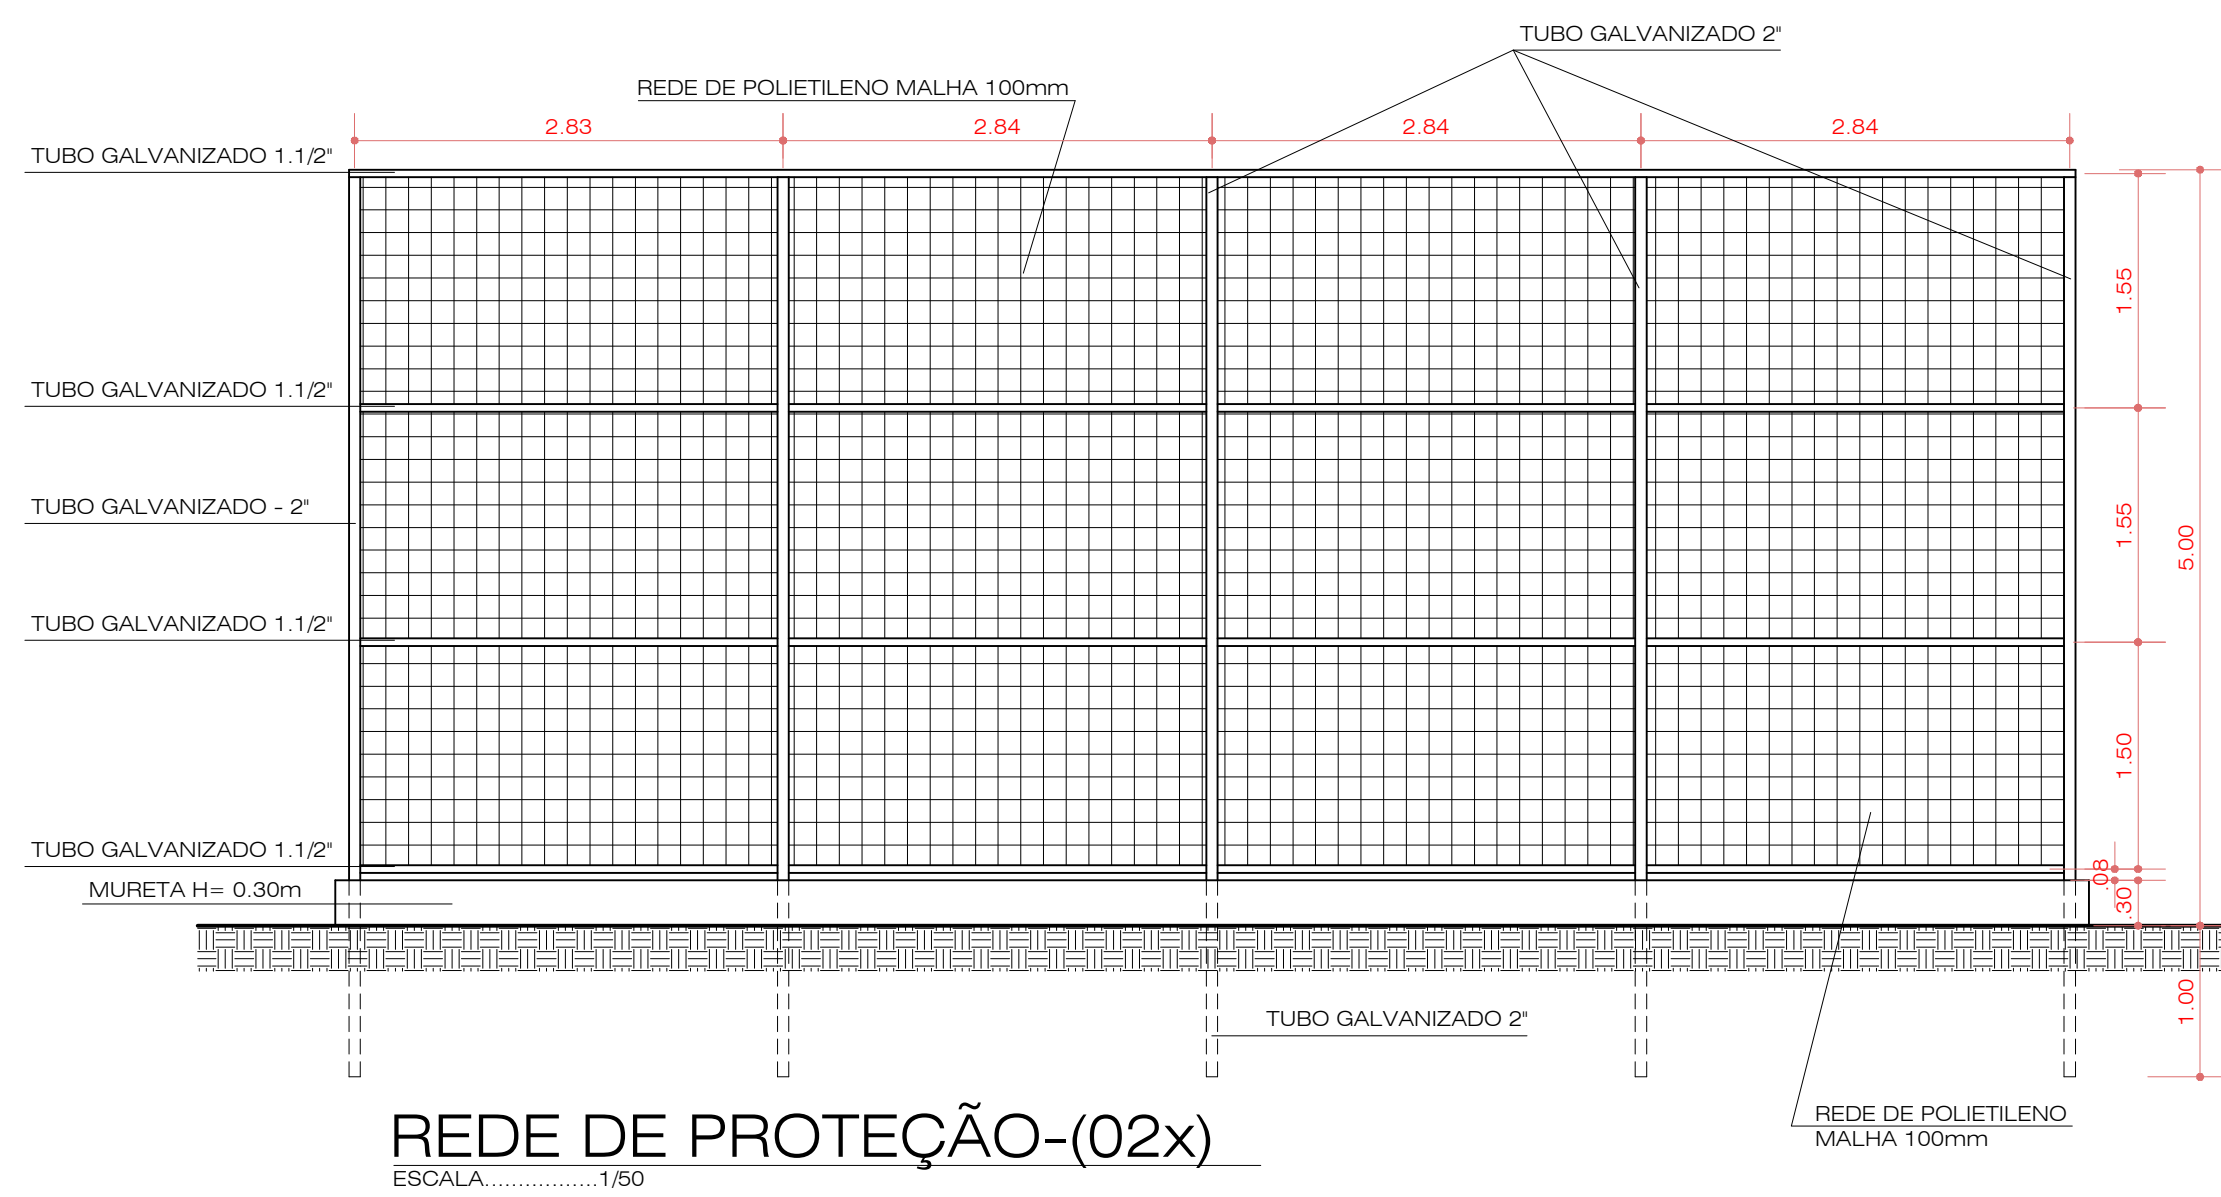 TUBO GALVANIZADO 2"
REDE DE POLIETILENO MALHA 100mm
2.83
2.84
2.84
2.84
TUBO GALVANIZADO 1.1/2"
1.55
TUBO GALVANIZADO 1.1/2"
TUBO GALVANIZADO - 2"
1.55
5.00
TUBO GALVANIZADO 1.1/2"
1.50
TUBO GALVANIZADO 1.1/2"
.08
MURETA H= 0.30m
.30
1.00
TUBO GALVANIZADO 2"
REDE DE POLIETILENO
MALHA 100mm
REDE DE PROTEÇÃO-(02x)
ESCALA.................1/50